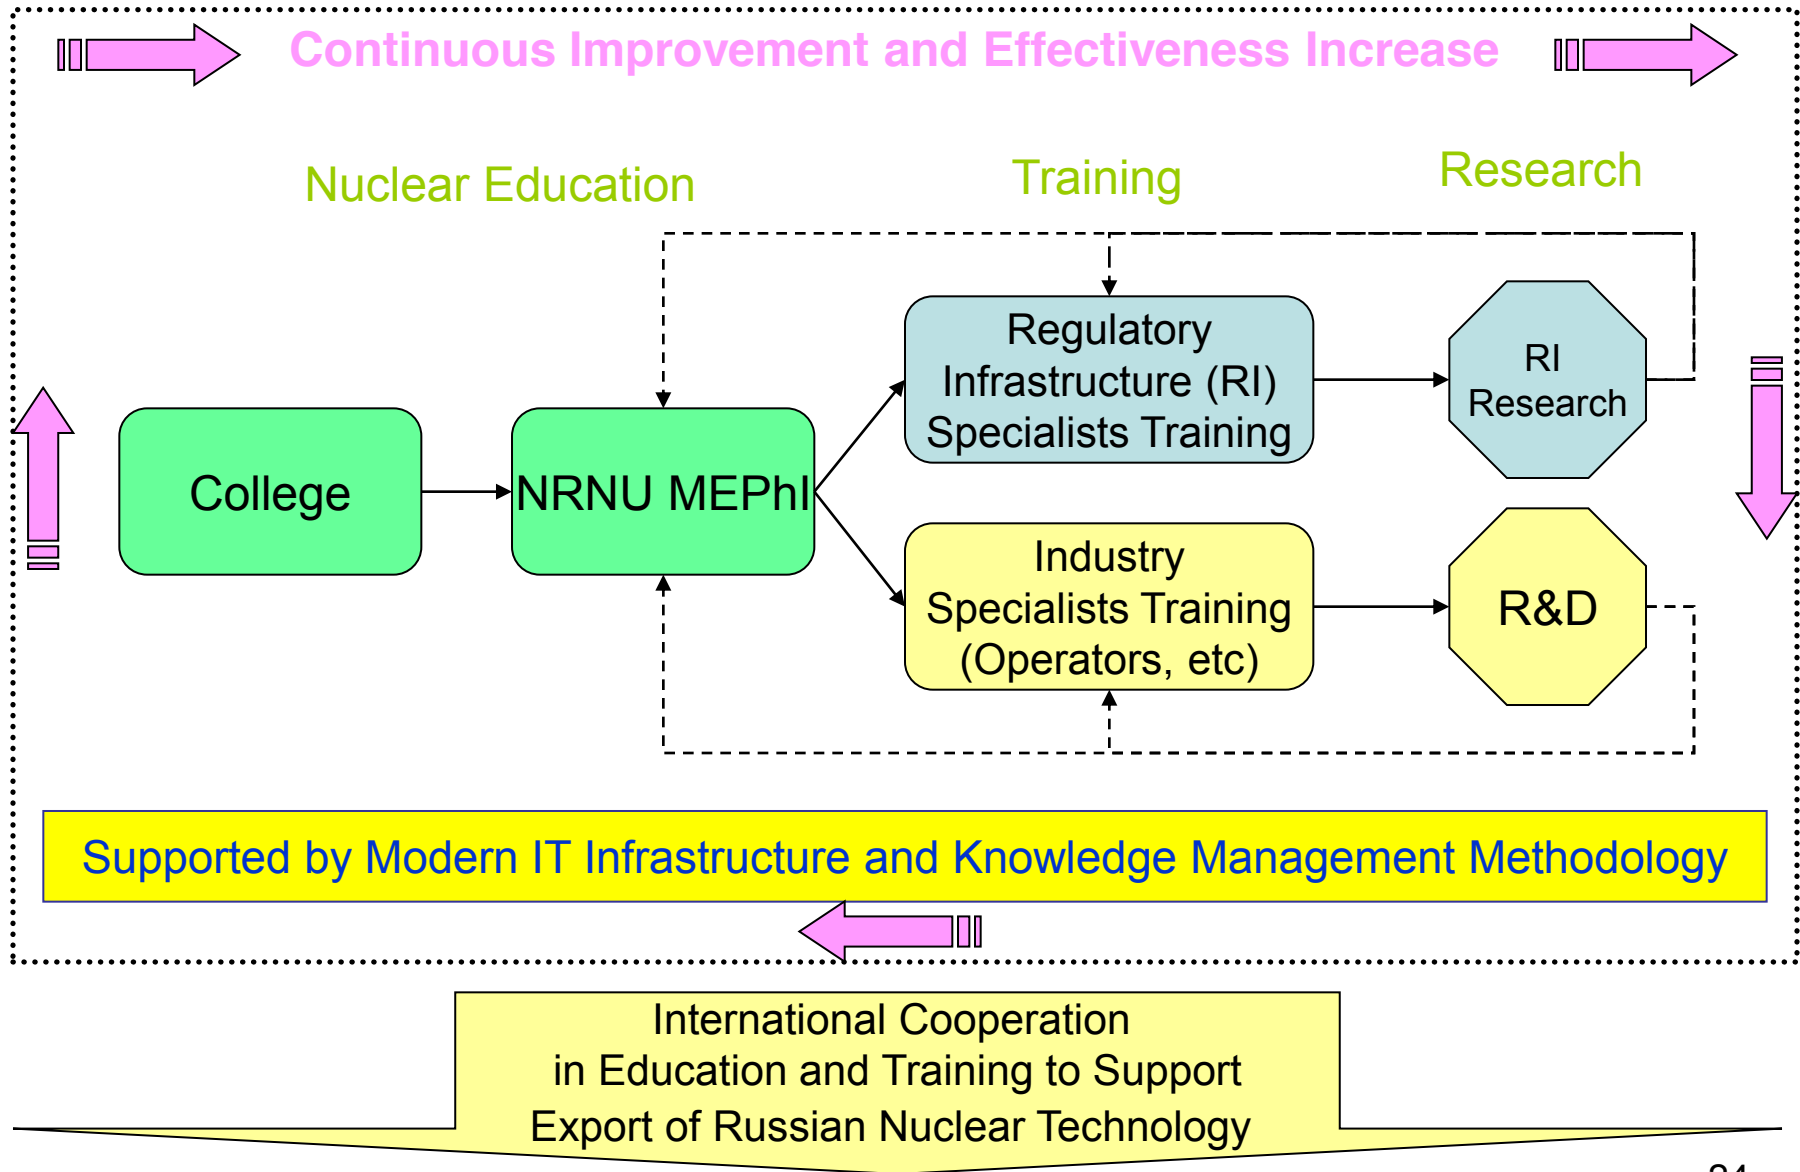 Continuous Improvement and Effectiveness Increase
Nuclear Education
Training
Research
College
NRNU MEPhI
Regulatory
Infrastructure (RI)
Specialists Training
RI
Research
Industry
Specialists Training
(Operators, etc)
R&D
Supported by Modern IT Infrastructure and Knowledge Management Methodology
International Cooperation
in Education and Training to Support
Export of Russian Nuclear Technology